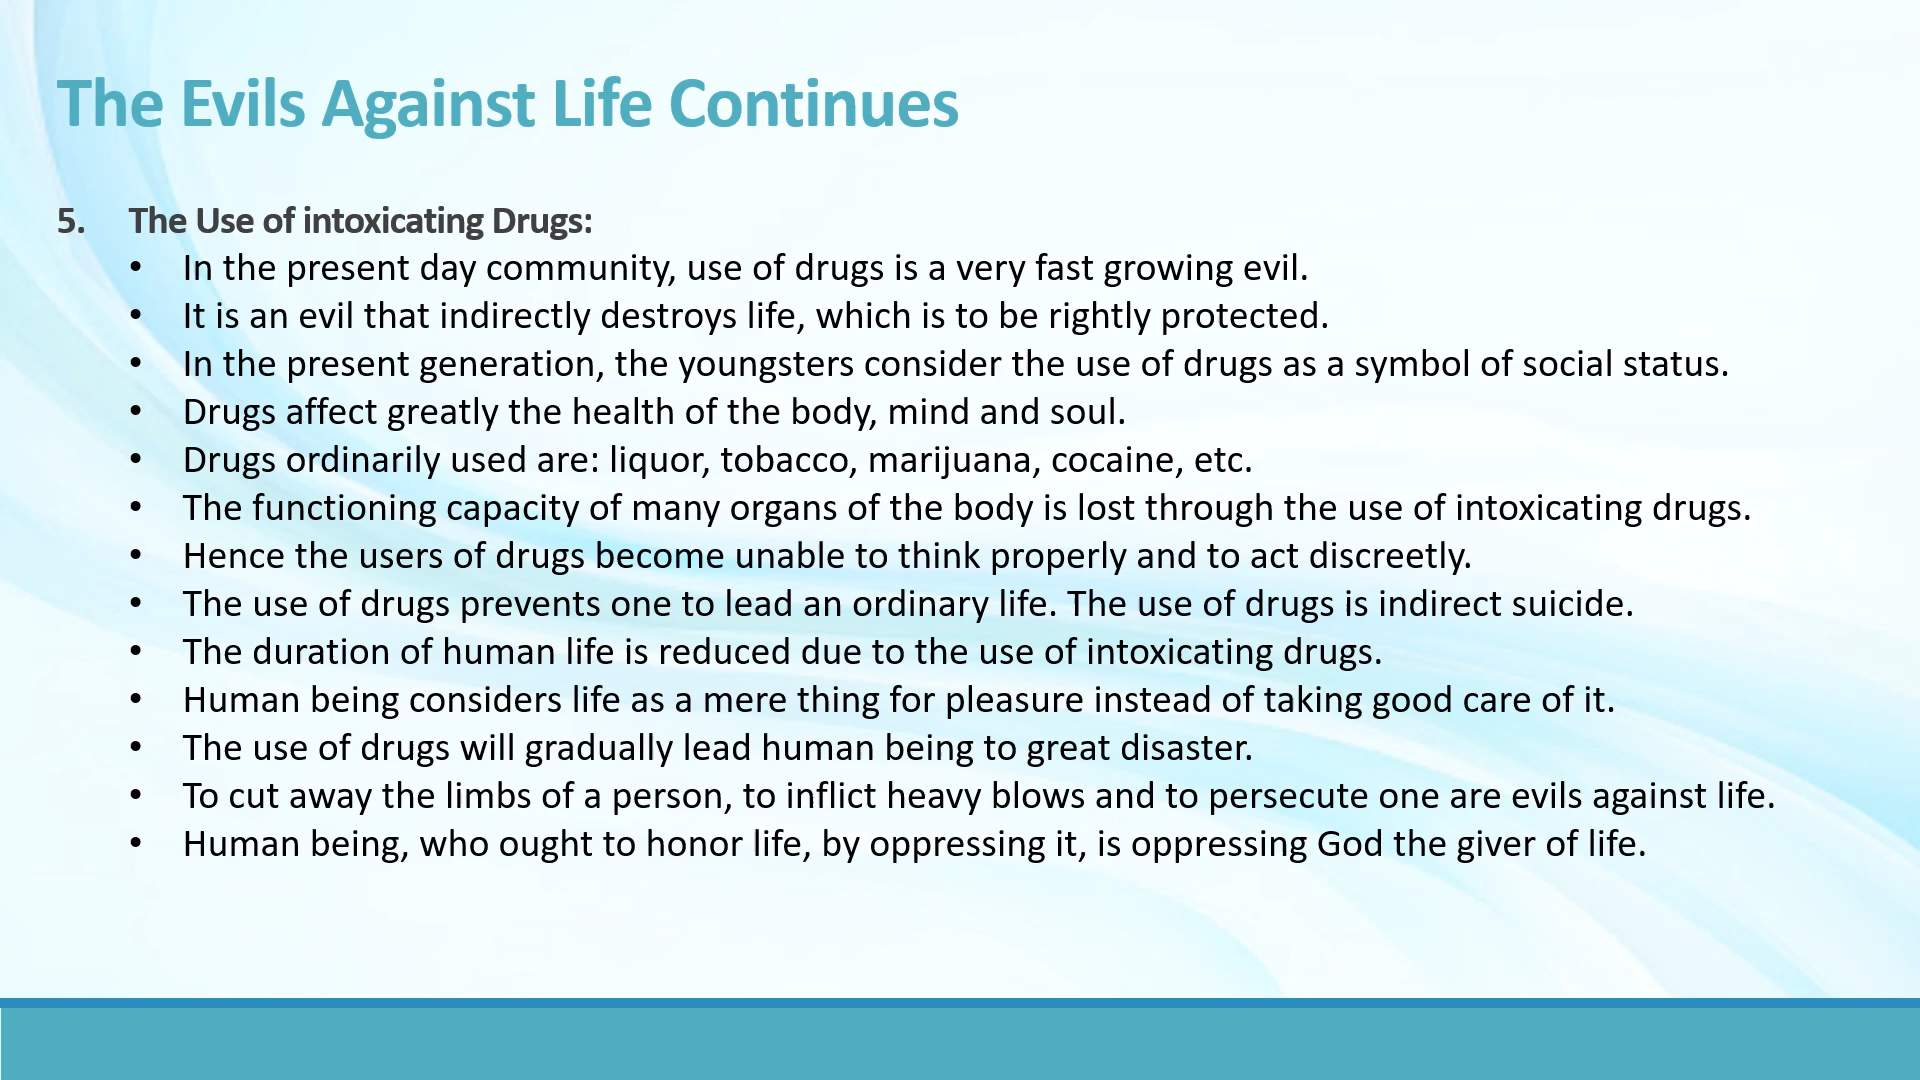 The Evils Against Life Continues
5. The Use of intoxicating Drugs:
• In the present day community, use of drugs is a very fast growing evil.
• It is an evil that indirectly destroys life, which is to be rightly protected.
• In the present generation, the youngsters consider the use of drugs as a symbol of social status.
• Drugs affect greatly the health of the body, mind and soul.
• Drugs ordinarily used are: liquor, tobacco, marijuana, cocaine, etc.
• The functioning capacity of many organs of the body is lost through the use of intoxicating drugs.
• Hence the users of drugs become unable to think properly and to act discreetly.
• The use of drugs prevents one to lead an ordinary life. The use of drugs is indirect suicide.
• The duration of human life is reduced due to the use of intoxicating drugs.
• Human being considers life as a mere thing for pleasure instead of taking good care of it.
• The use of drugs will gradually lead human being to great disaster.
• To cut away the limbs of a person, to inflict heavy blows and to persecute one are evils against life.
• Human being, who ought to honor life, by oppressing it, is oppressing God the giver of life.